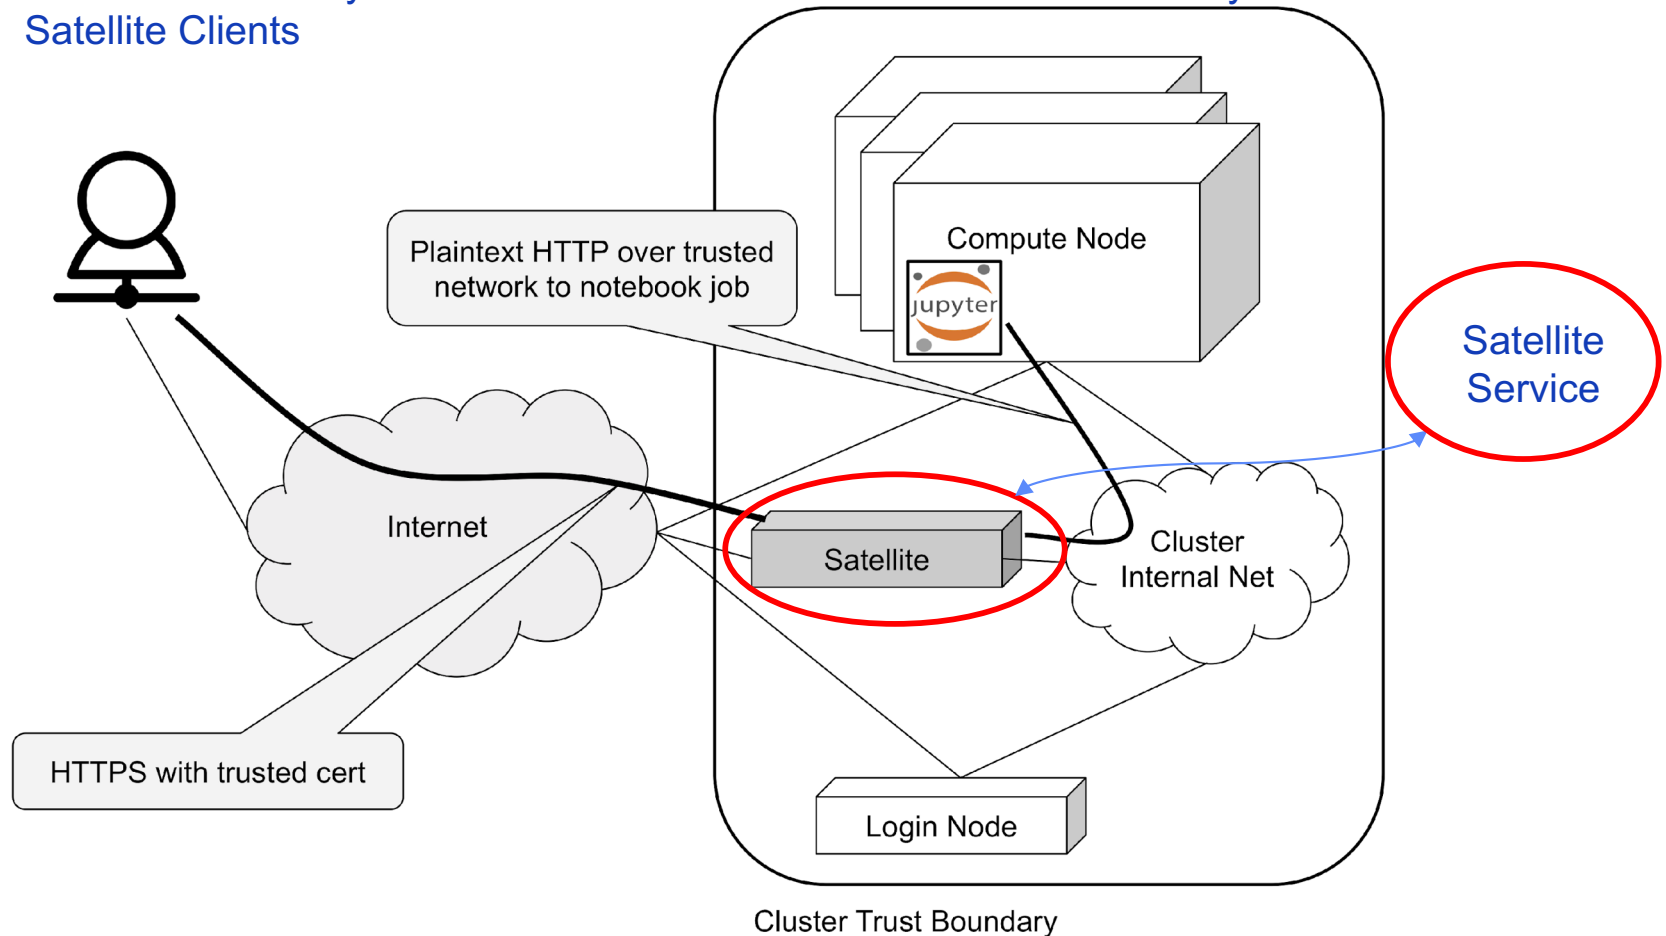 Satellite Clients
Compute Node
Plaintext HTTP over trusted
network to notebook job
jupyter
Satellite
Service
Internet
Satellite
Cluster
Internal Net
HTTPS with trusted cert
Login Node
Cluster Trust Boundary